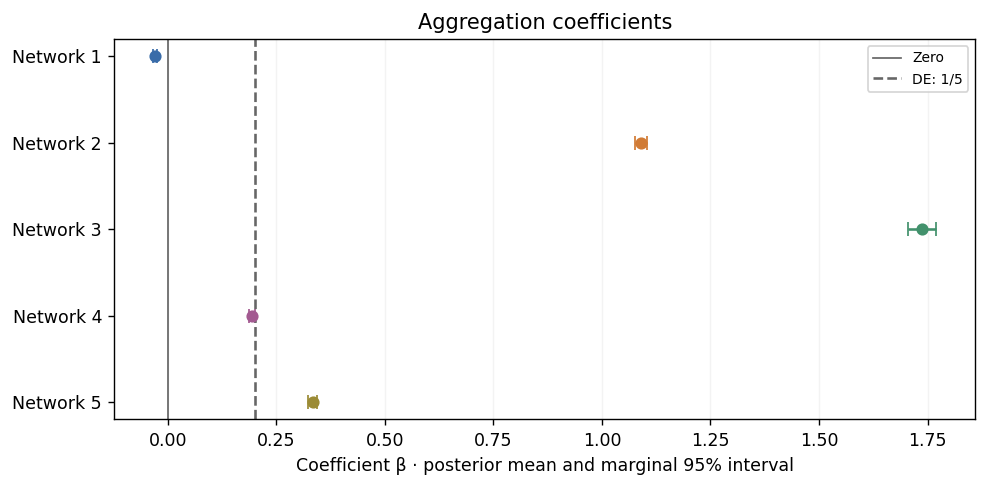 Aggregation coefficients
Network 1
Network 2
Network 3
Network 4
Network 5
Zero
DE: 1/5
0.00 0.25 0.50 0.75 1.00 1.25 1.50 1.75
Coefficient β · posterior mean and marginal 95% interval